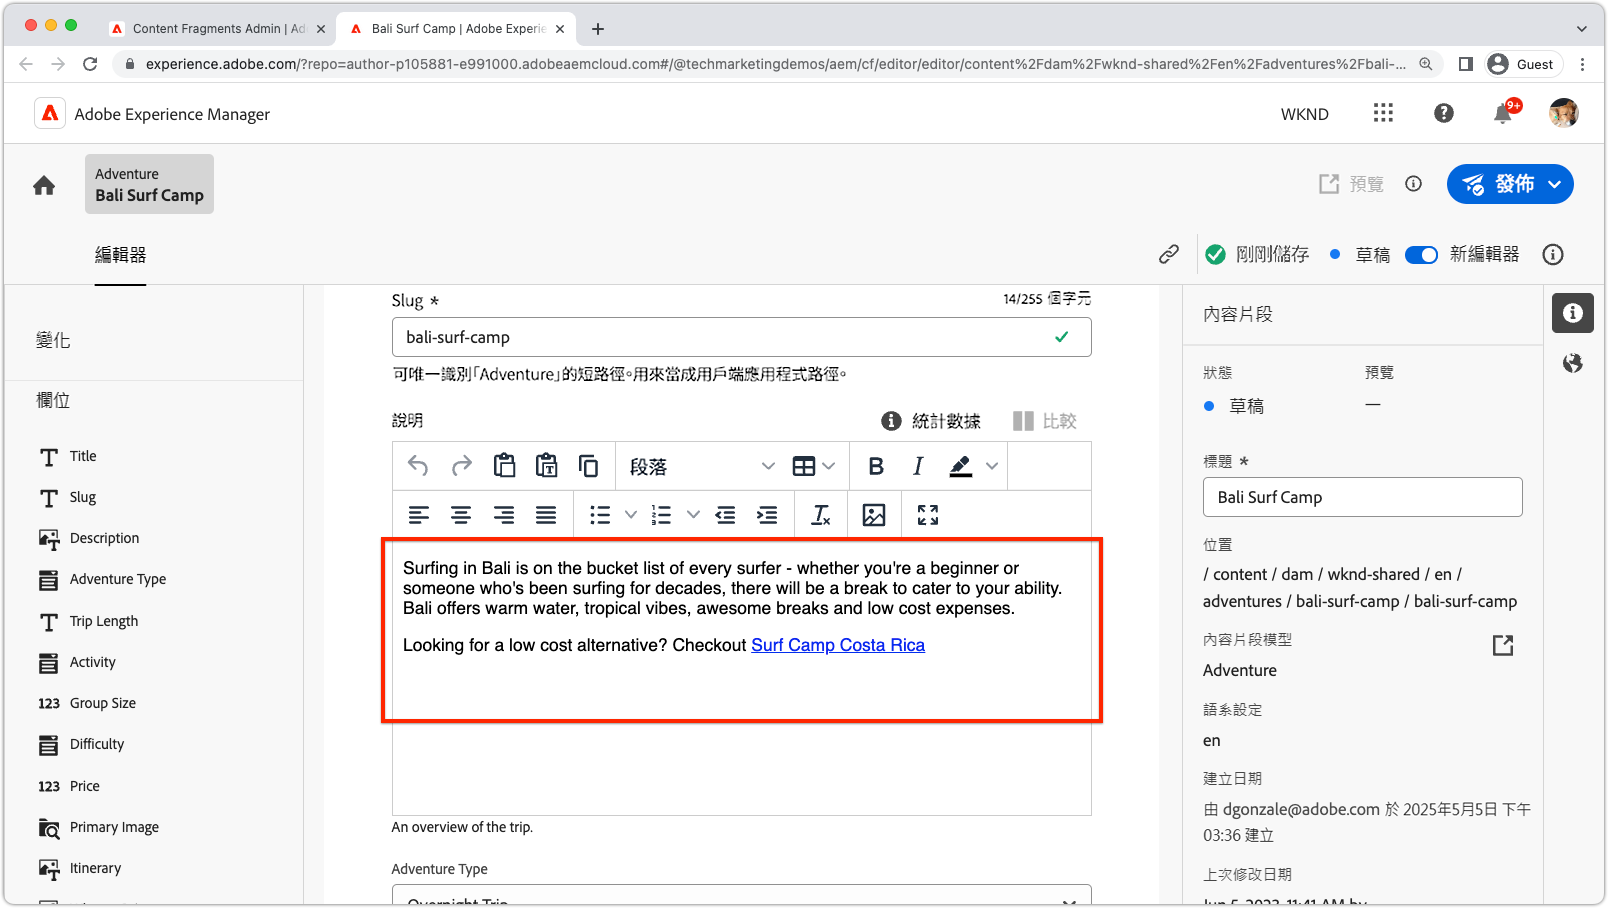 Content Fragments Admin | Ad
Bali Surf Camp | Adobe Experie
experience.adobe.com/?repo=author-p105881-e991000.adobeaemcloud.com#/@techmarketingdemos/aem/cf/editor/editor/content%2Fdam%2Fwknd-shared%2Fen%2Fadventures%2Fbali-...
Guest
Adobe Experience Manager
WKND
9+
Adventure
Bali Surf Camp
預覽
發佈
編輯器
剛剛儲存
草稿
新編輯器
變化
欄位
Title
Slug
Description
Adventure Type
Trip Length
Activity
123 Group Size
Difficulty
123 Price
Primary Image
Itinerary
Slug *
14/255 個字元
bali-surf-camp
可唯一識別「Adventure」的短路徑。用來當成用戶端應用程式路徑。
說明
統計數據
比較
段落
B I
Surfing in Bali is on the bucket list of every surfer - whether you're a beginner or
someone who's been surfing for decades, there will be a break to cater to your ability.
Bali offers warm water, tropical vibes, awesome breaks and low cost expenses.
Looking for a low cost alternative? Checkout Surf Camp Costa Rica
An overview of the trip.
Adventure Type
Overnight Trip
內容片段
狀態
預覽
草稿
—
標題 *
Bali Surf Camp
位置
/ content / dam / wknd-shared / en /
adventures / bali-surf-camp / bali-surf-camp
內容片段模型
Adventure
語系設定
en
建立日期
由 dgonzale@adobe.com 於 2025年5月5日 下午
03:36 建立
上次修改日期
Jun 5, 2023, 11:41 AM by